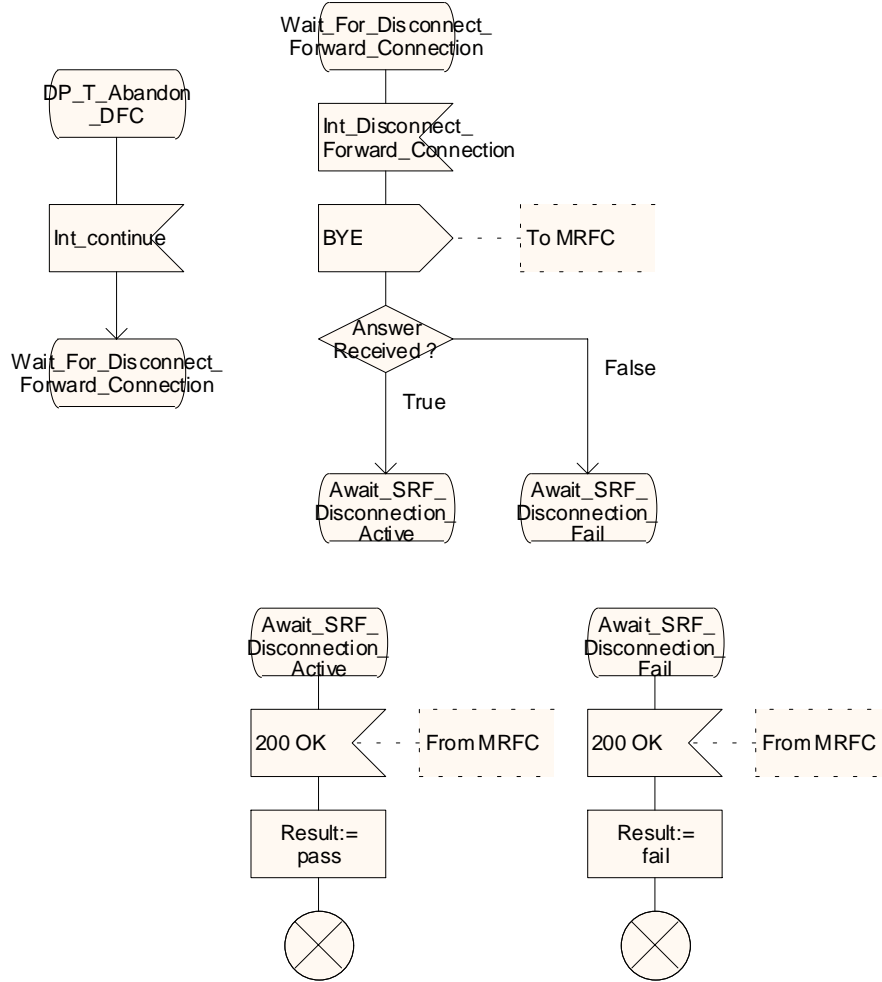 Wait_For_Disconnect_
Forward_Connection
DP_T_Abandon
_DFC
Int_Disconnect_
Forward_Connection
Int_continue
BYE
To MRFC
Answer
Received ?
Wait_For_Disconnect_
Forward_Connection
False
True
Await_SRF_
Disconnection_
Active
Await_SRF_
Disconnection_
Fail
Await_SRF_
Disconnection_
Active
Await_SRF_
Disconnection_
Fail
200 OK
From MRFC
200 OK
From MRFC
Result:=
pass
Result:=
fail